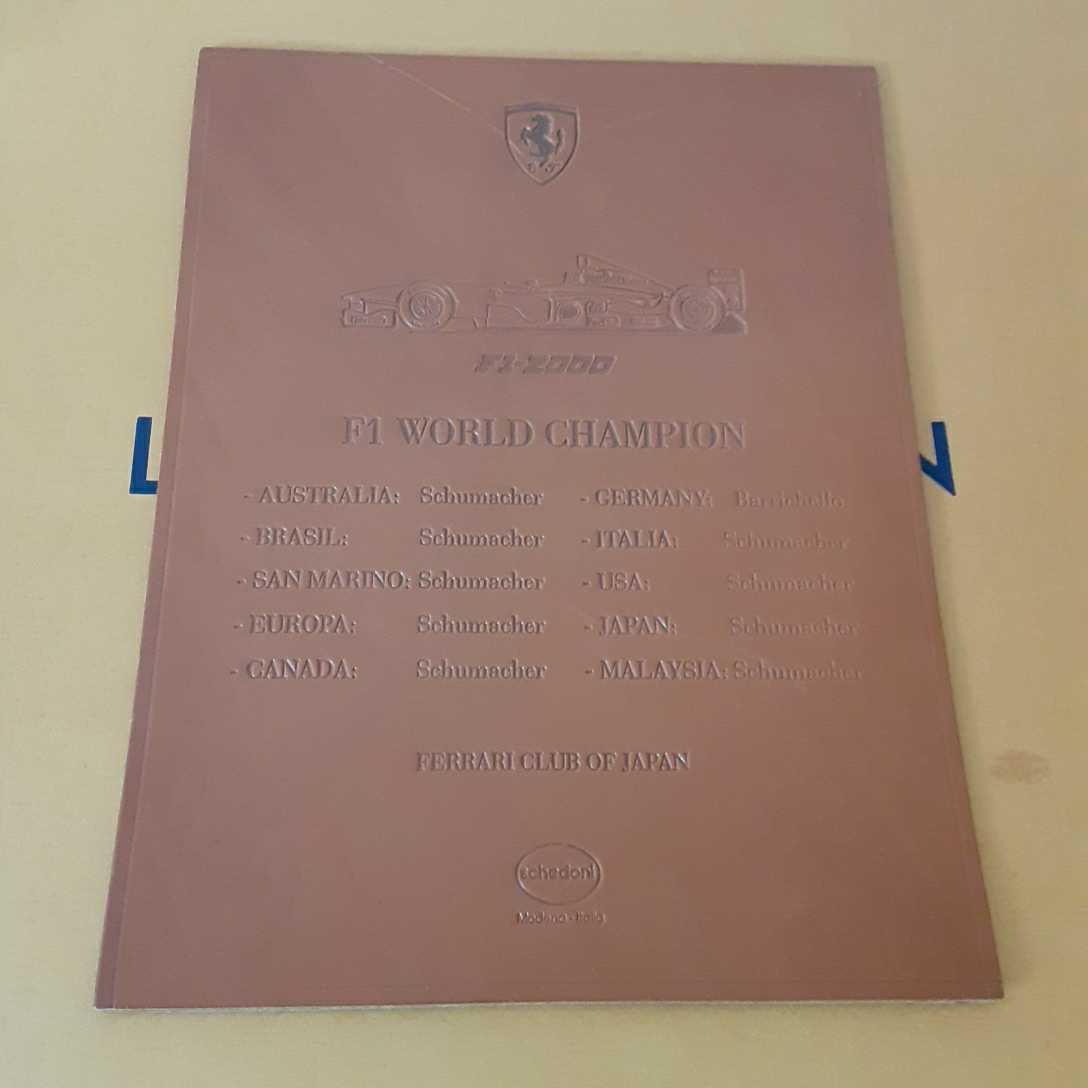 F1-2000
F1 WORLD CHAMPION
- AUSTRALIA: Schumacher
- BRASIL: Schumacher
- SAN MARINO: Schumacher
- EUROPA: Schumacher
- CANADA: Schumacher
- GERMANY: Barrichello
- ITALIA: Schumacher
- USA: Schumacher
- JAPAN: Schumacher
- MALAYSIA: Schumacher
FERRARI CLUB OF JAPAN
schedoni
Modena - Italia